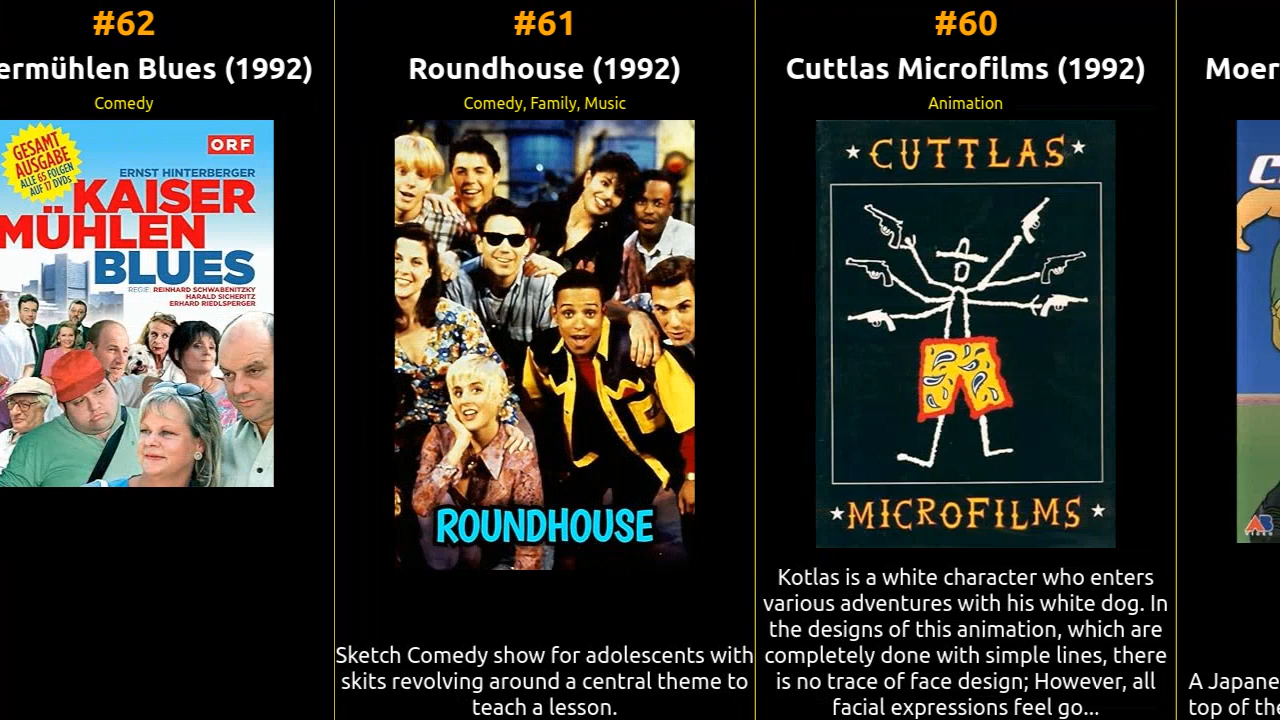 #62
ermühlen Blues (1992)
Comedy
GESAMT
AUSGABE
ALLE 65 FOLGEN
AUF 17 DVDs
ORF
ERNST HINTERBERGER
KAISER
MÜHLEN
BLUES
REGIE: REINHARD SCHWABENITZKY
HARALD SICHERITZ
ERHARD RIEDLSPERGER
#61
Roundhouse (1992)
Comedy, Family, Music
ROUNDHOUSE
Sketch Comedy show for adolescents with
skits revolving around a central theme to
teach a lesson.
#60
Cuttlas Microfilms (1992)
Animation
CUTTLAS
MICROFILMS
Kotlas is a white character who enters
various adventures with his white dog. In
the designs of this animation, which are
completely done with simple lines, there
is no trace of face design; However, all
facial expressions feel go...
Moer
C
AB
VIDEO
A Japane
top of the